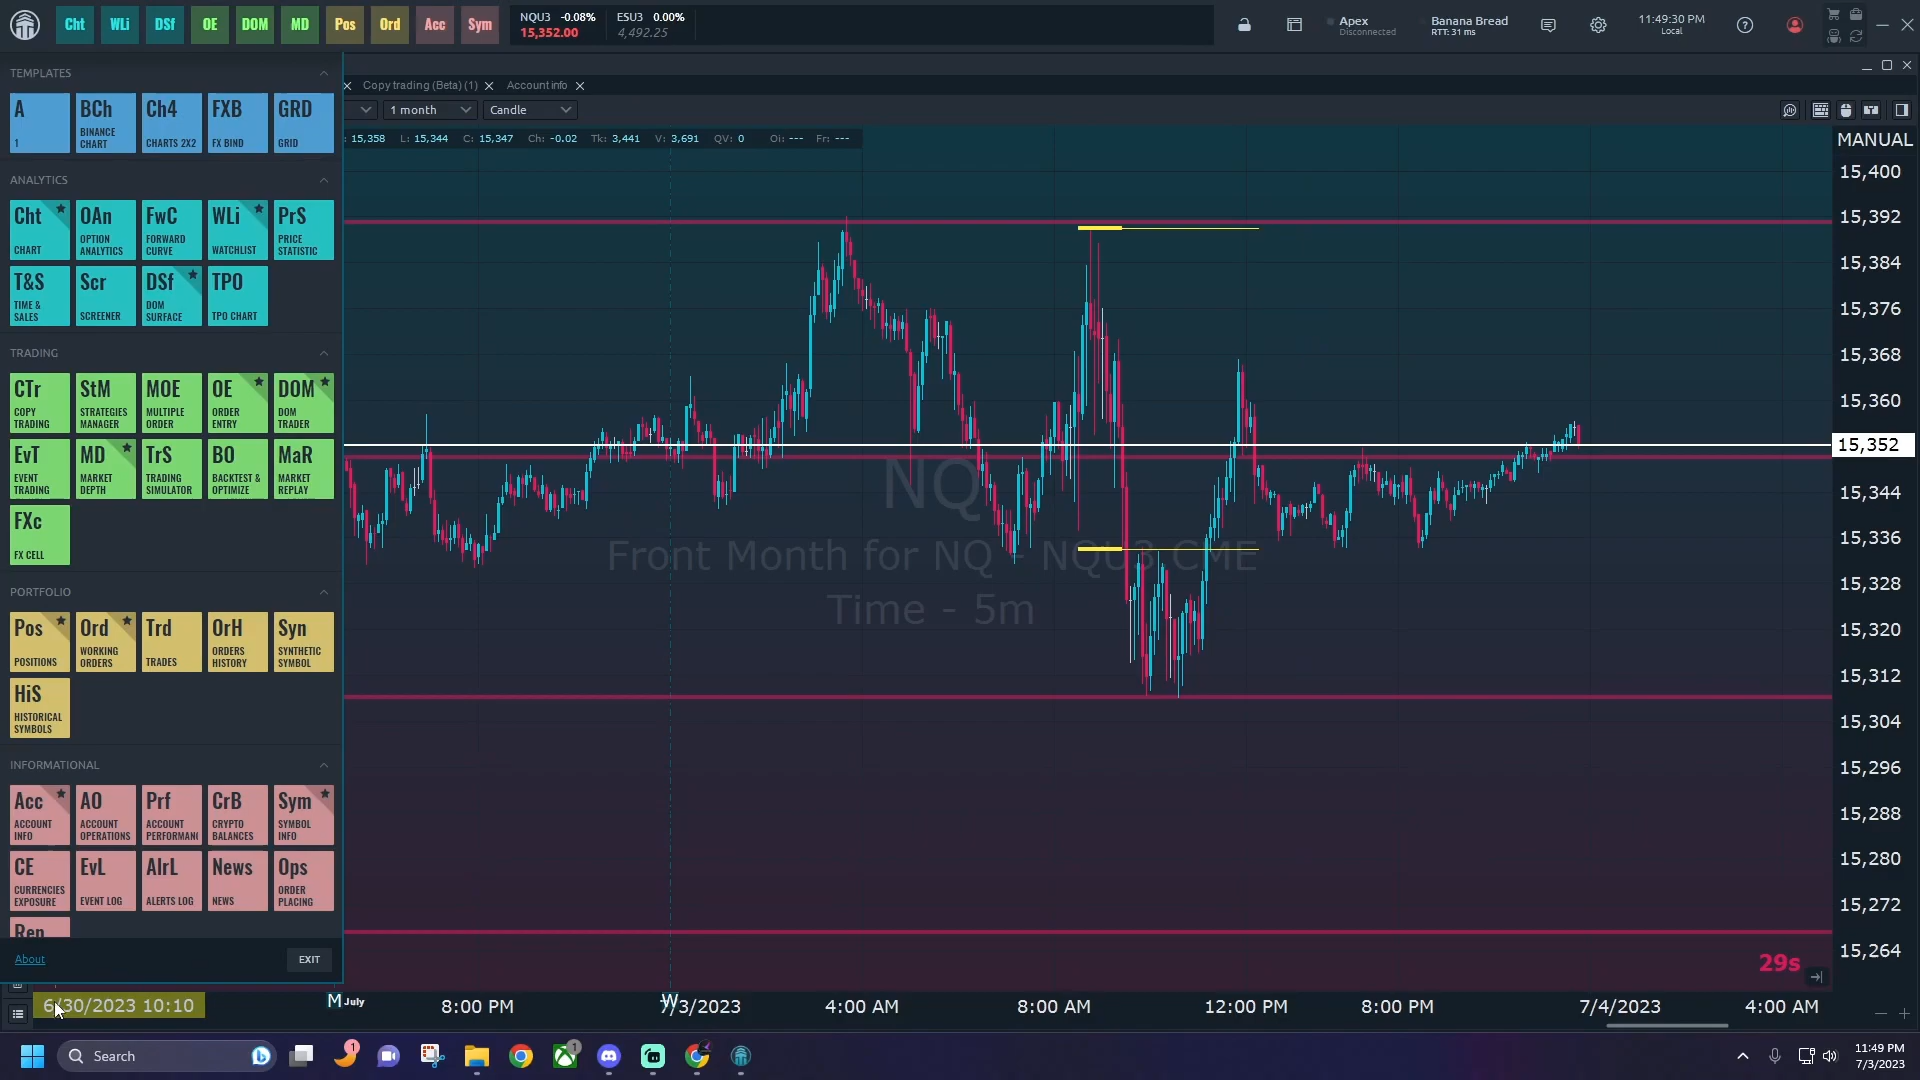 Cht WLi DSf OE DOM MD Pos Ord Acc Sym
NQU3 -0.08% ESU3 0.00%
15,352.00 4,492.25
Apex
Disconnected
Banana Bread
RTT: 31 ms
11:49:30 PM
Local
TEMPLATES
A
1
BCh
BINANCE
CHART
Ch4
CHARTS 2X2
FXB
FX BIND
GRD
GRID
ANALYTICS
Cht
CHART
OAn
OPTION
ANALYTICS
FwC
FORWARD
CURVE
WLi
WATCHLIST
PrS
PRICE
STATISTIC
T&S
TIME &
SALES
Scr
SCREENER
DSf
DOM
SURFACE
TPO
TPO CHART
TRADING
CTr
COPY
TRADING
StM
STRATEGIES
MANAGER
MOE
MULTIPLE
ORDER
OE
ORDER
ENTRY
DOM
DOM
TRADER
EvT
EVENT
TRADING
MD
MARKET
DEPTH
TrS
TRADING
SIMULATOR
BO
BACKTEST &
OPTIMIZE
MaR
MARKET
REPLAY
FXc
FX CELL
PORTFOLIO
Pos
POSITIONS
Ord
WORKING
ORDERS
Trd
TRADES
OrH
ORDERS
HISTORY
Syn
SYNTHETIC
SYMBOL
HiS
HISTORICAL
SYMBOLS
INFORMATIONAL
Acc
ACCOUNT
INFO
AO
ACCOUNT
OPERATIONS
Prf
ACCOUNT
PERFORMAN
CrB
CRYPTO
BALANCES
Sym
SYMBOL
INFO
CE
CURRENCIES
EXPOSURE
EvL
EVENT LOG
AlrL
ALERTS LOG
News
NEWS
Ops
ORDER
PLACING
Rep
About
EXIT
Copy trading (Beta) (1) Account info
1 month Candle
15,358 L: 15,344 C: 15,347 Ch: -0.02 Tk: 3,441 V: 3,691 QV: 0 Oi: --- Fr: ---
NQ
Front Month for NQ - NQU3.CME
Time - 5m
MANUAL
15,400
15,392
15,384
15,376
15,368
15,360
15,352
15,344
15,336
15,328
15,320
15,312
15,304
15,296
15,288
15,280
15,272
15,264
29s
6/30/2023 10:10
M July
8:00 PM
W
7/3/2023
4:00 AM
8:00 AM
12:00 PM
8:00 PM
7/4/2023
4:00 AM
Search
1
1
11:49 PM
7/3/2023